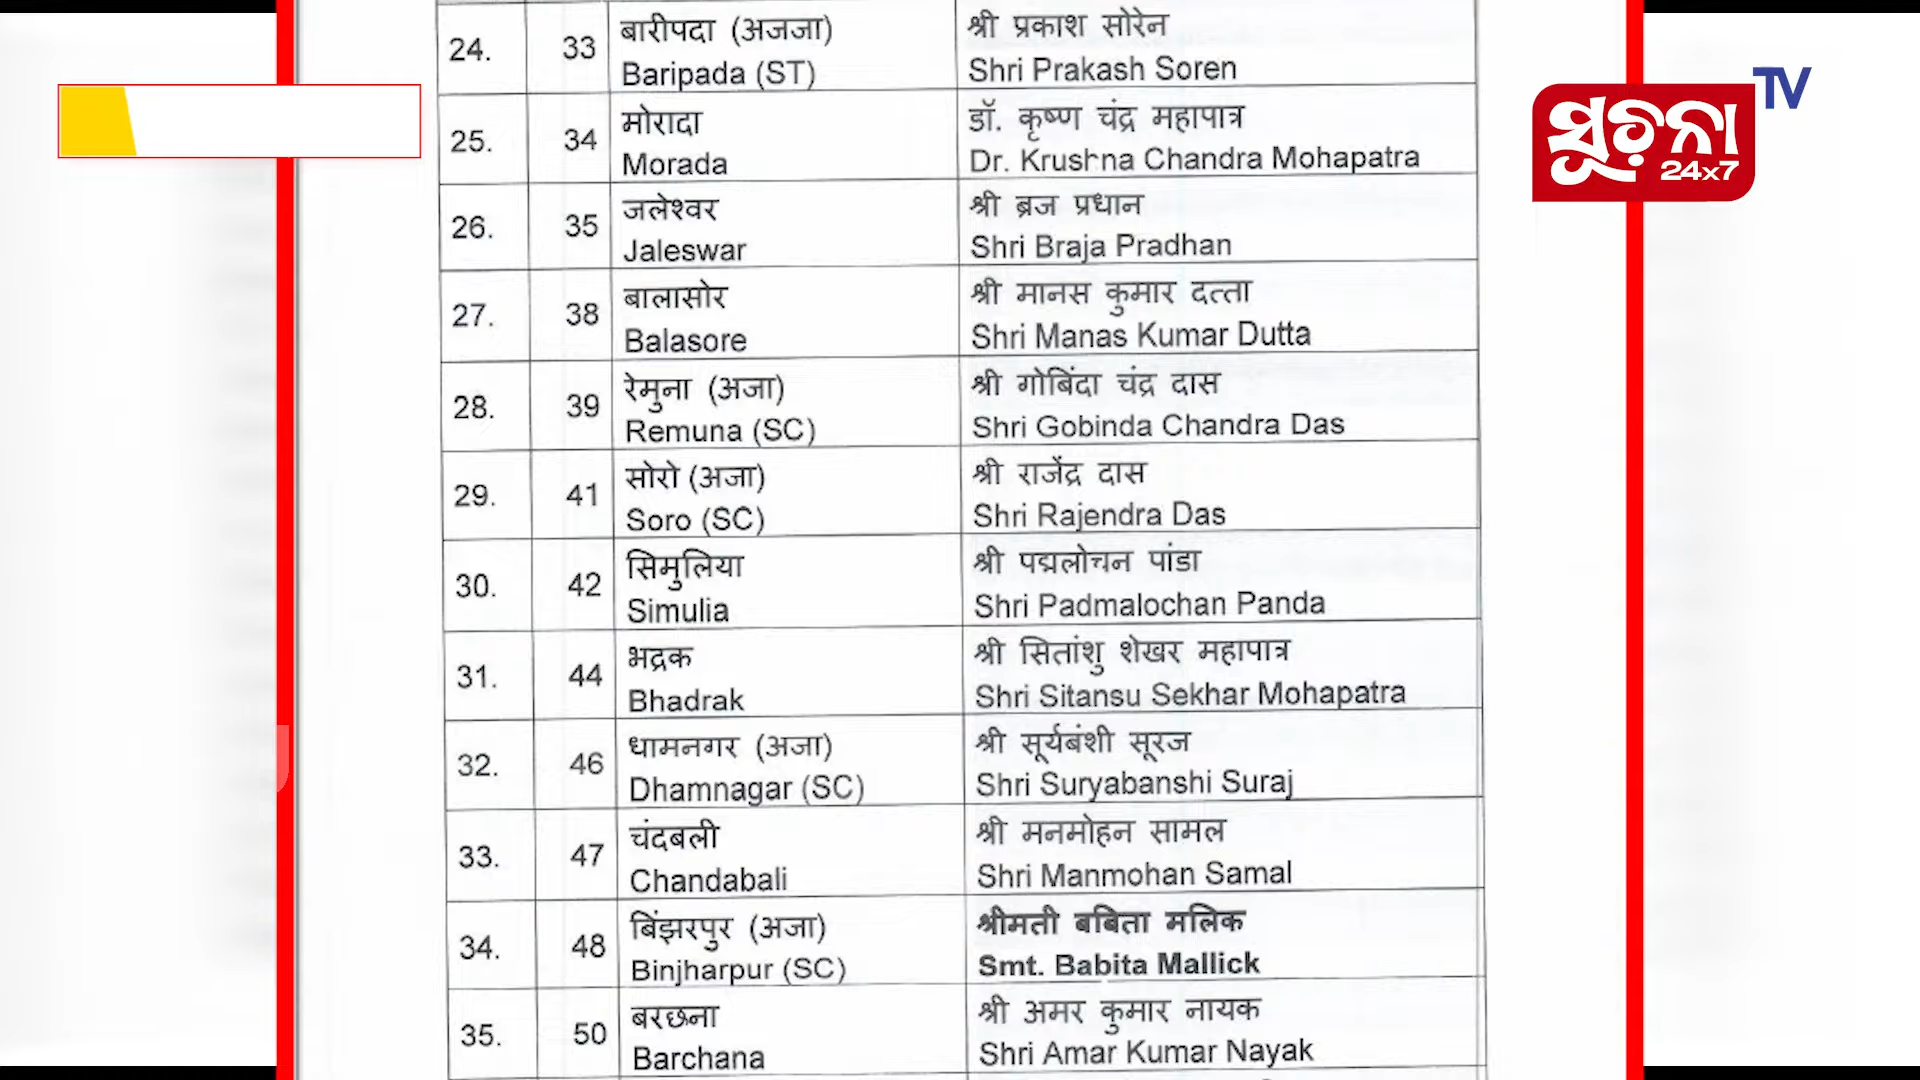 24. 33 बारीपदा (अजजा) श्री प्रकाश सोरेन
Baripada (ST) Shri Prakash Soren
25. 34 मोरादा डॉ. कृष्ण चंद्र महापात्र
Morada Dr. Krushna Chandra Mohapatra
26. 35 जलेश्वर श्री ब्रज प्रधान
Jaleswar Shri Braja Pradhan
27. 38 बालासोर श्री मानस कुमार दत्ता
Balasore Shri Manas Kumar Dutta
28. 39 रेमुना (अजा) श्री गोबिंदा चंद्र दास
Remuna (SC) Shri Gobinda Chandra Das
29. 41 सोरो (अजा) श्री राजेंद्र दास
Soro (SC) Shri Rajendra Das
30. 42 सिमुलिया श्री पद्मलोचन पांडा
Simulia Shri Padmalochan Panda
31. 44 भद्रक श्री सितांशु शेखर महापात्र
Bhadrak Shri Sitansu Sekhar Mohapatra
32. 46 धामनगर (अजा) श्री सूर्यबंशी सूरज
Dhamnagar (SC) Shri Suryabanshi Suraj
33. 47 चंदबली श्री मनमोहन सामल
Chandabali Shri Manmohan Samal
34. 48 बिंझरपुर (अजा) श्रीमती बबिता मलिक
Binjharpur (SC) Smt. Babita Mallick
35. 50 बरछना श्री अमर कुमार नायक
Barchana Shri Amar Kumar Nayak
ସୂଚନା TV
24x7